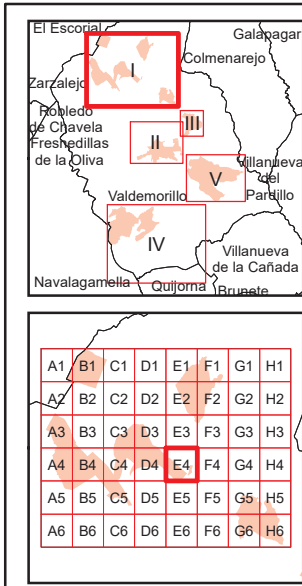 El Escorial
Galapagar
I
Colmenarejo
Zarzalejo
Robledo
de Chavela
III
Fresnedillas
de la Oliva
II
Villanueva
del
Pardillo
V
Valdemorillo
IV
Villanueva
de la Cañada
Navalagamella
Quijorna
Brunete
A1 B1 C1 D1 E1 F1 G1 H1
A2 B2 C2 D2 E2 F2 G2 H2
A3 B3 C3 D3 E3 F3 G3 H3
A4 B4 C4 D4 E4 F4 G4 H4
A5 B5 C5 D5 E5 F5 G5 H5
A6 B6 C6 D6 E6 F6 G6 H6